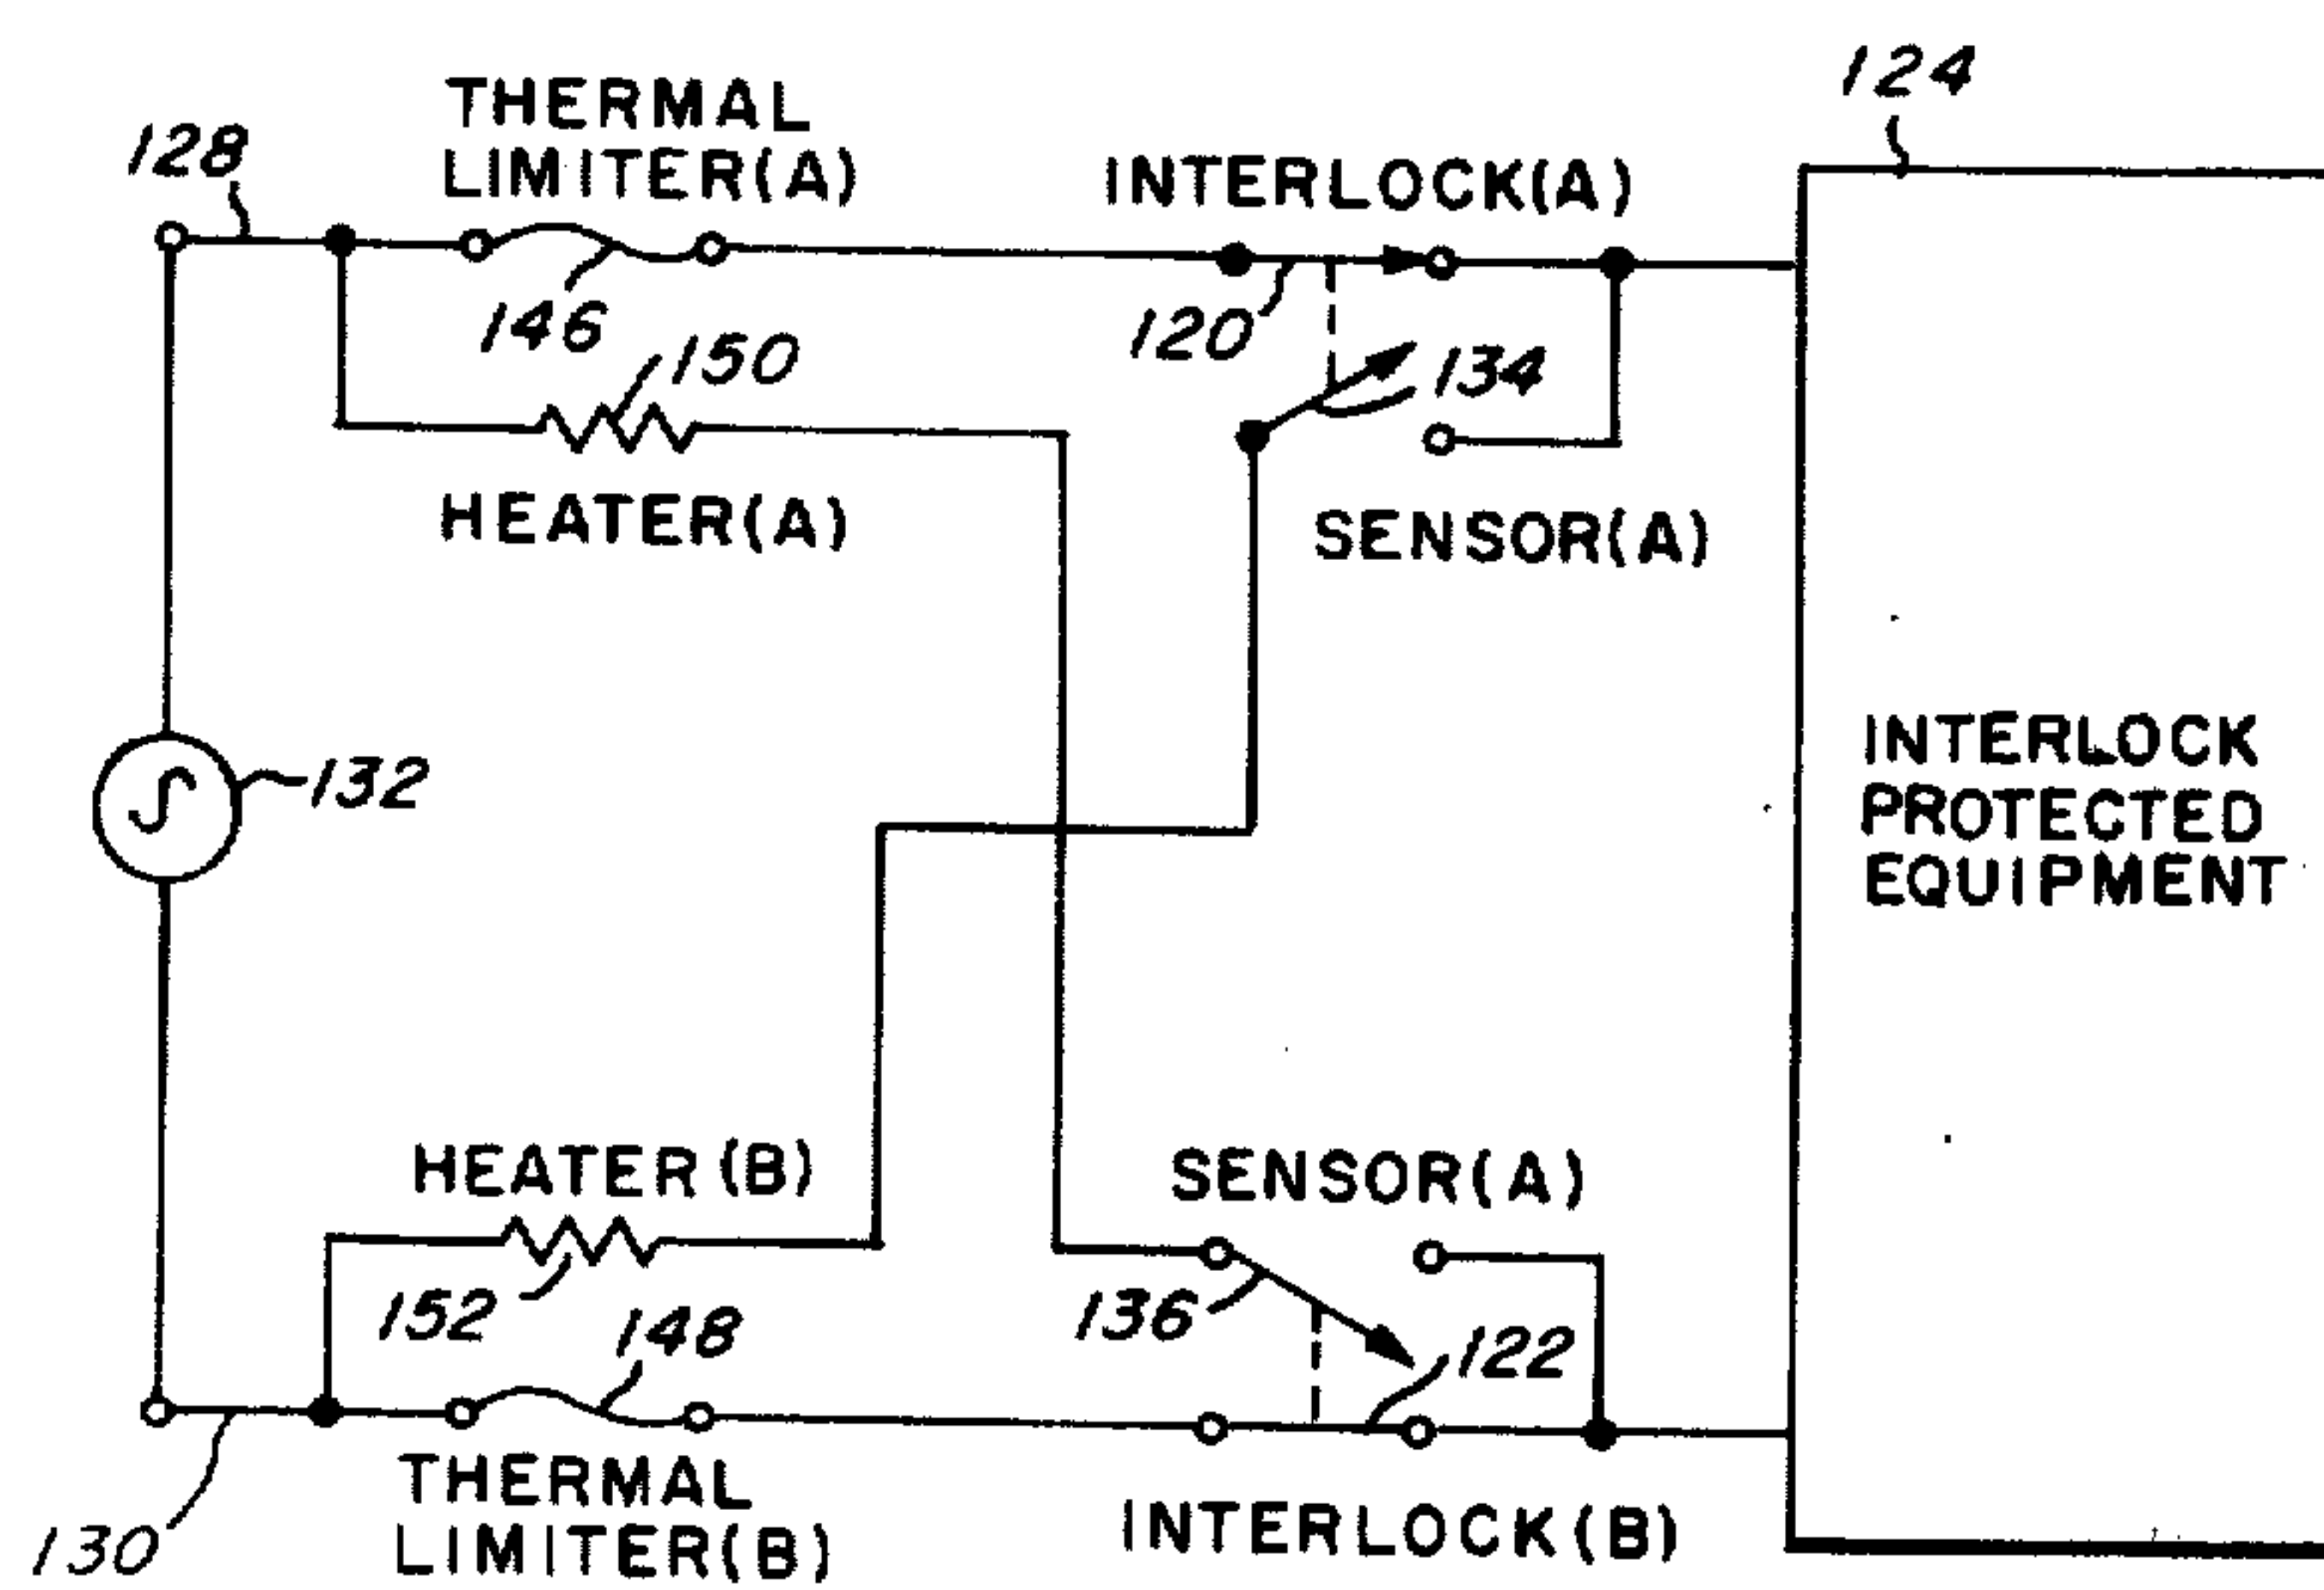 124
THERMAL
LIMITER(A)
128
INTERLOCK(A)
146
120
150
134
HEATER(A)
SENSOR(A)
132
INTERLOCK
PROTECTED
EQUIPMENT
HEATER (B)
SENSOR(A)
152
148
136
122
THERMAL
LIMITER(B)
INTERLOCK(B)
130